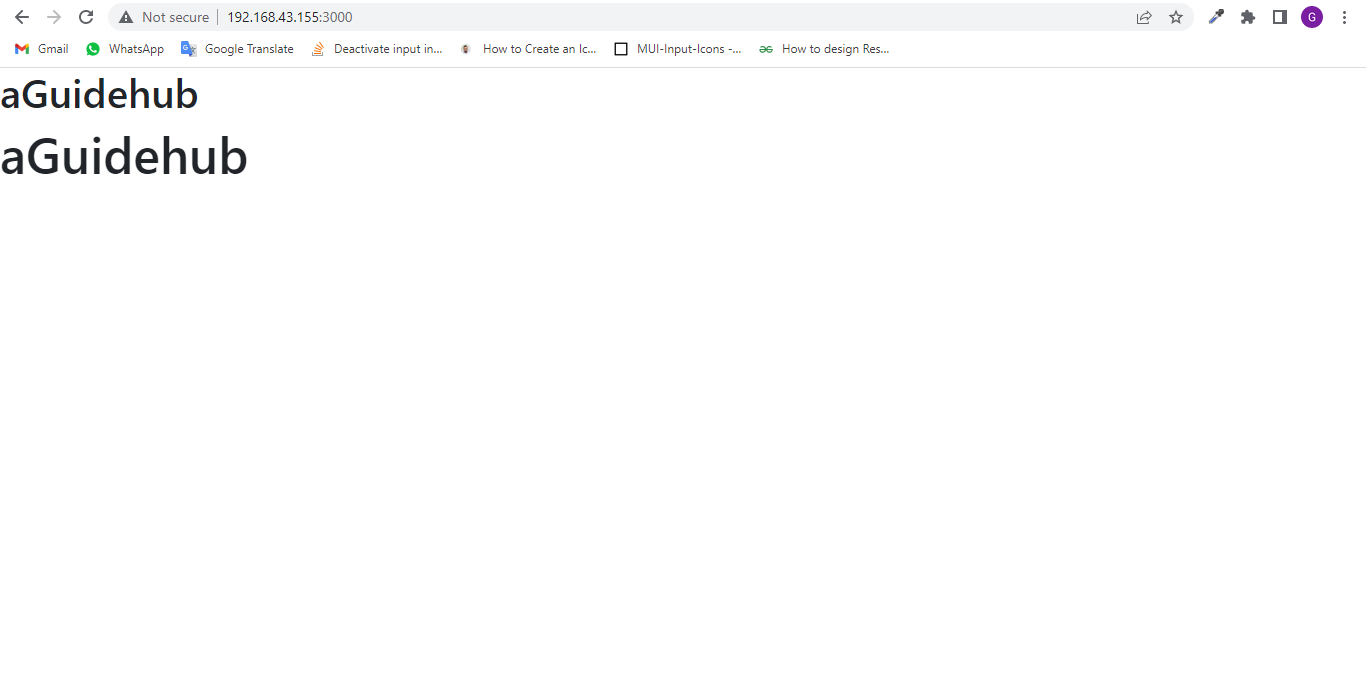 Not secure 192.168.43.155:3000 G
Gmail WhatsApp Google Translate Deactivate input in... How to Create an Ic... MUI-Input-Icons -... How to design Res...
aGuidehub
aGuidehub